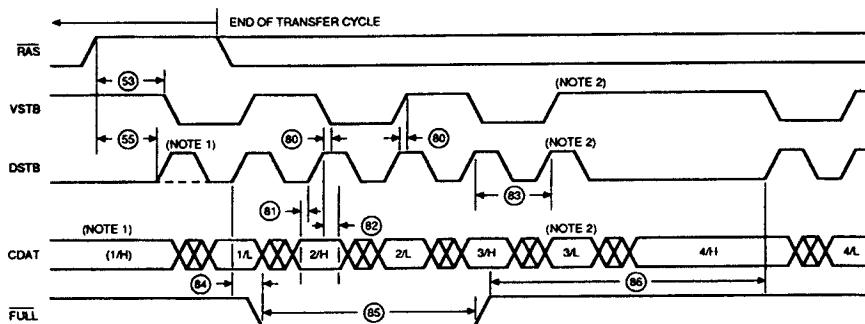 END OF TRANSFER CYCLE
RAS
53
VSTB
(NOTE 2)
80
80
55
(NOTE 1)
(NOTE 2)
DSTB
83
81
82
(NOTE 1)
(NOTE 2)
CDAT
(1/H)
1/L
2/H
2/L
3/H
3/L
4/H
4/L
84
85
86
FULL